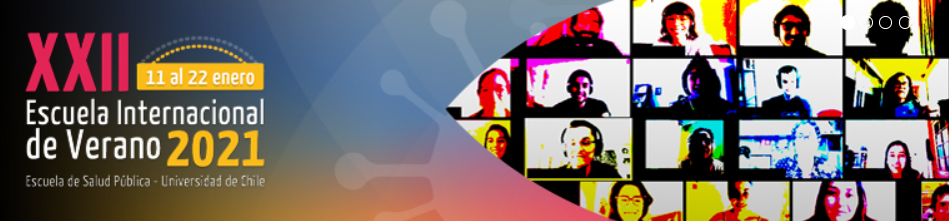 XXII
11 al 22 enero
Escuela Internacional
de Verano 2021
Escuela de Salud Pública - Universidad de Chile